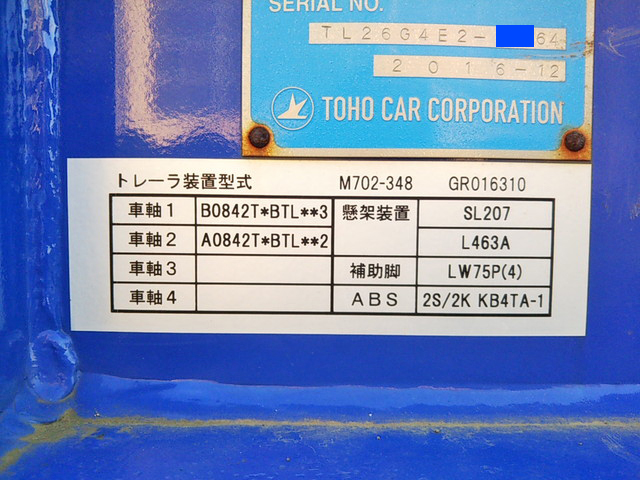 SERIAL NO.
TL26G4E2- 64
2016-12
TOHO CAR CORPORATION
トレーラ装置型式 M702-348 GR016310
車軸1 B0842T*BTL**3 懸架装置 SL207
車軸2 A0842T*BTL**2 L463A
車軸3 補助脚 LW75P(4)
車軸4 ABS 2S/2K KB4TA-1